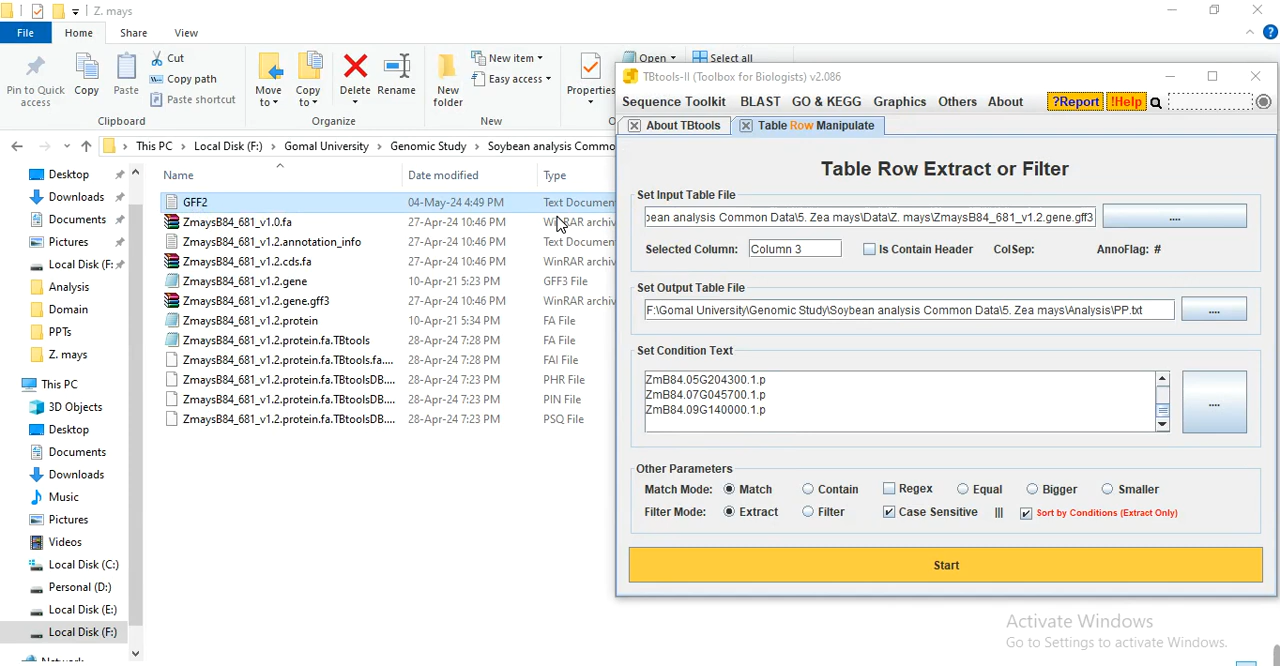 Z. mays
File Home Share View
Pin to Quick access
Copy
Paste
Cut
Copy path
Paste shortcut
Clipboard
Move to
Copy to
Delete
Rename
Organize
New folder
New item
Easy access
New
Properties
Open
Select all
This PC › Local Disk (F:) › Gomal University › Genomic Study › Soybean analysis Commo
Desktop
Downloads
Documents
Pictures
Local Disk (F:
Analysis
Domain
PPTs
Z. mays
This PC
3D Objects
Desktop
Documents
Downloads
Music
Pictures
Videos
Local Disk (C:)
Personal (D:)
Local Disk (E:)
Local Disk (F:)
Network
Name Date modified Type
GFF2 04-May-24 4:49 PM Text Documen
ZmaysB84_681_v1.0.fa 27-Apr-24 10:46 PM WinRAR archiv
ZmaysB84_681_v1.2.annotation_info 27-Apr-24 10:46 PM Text Documen
ZmaysB84_681_v1.2.cds.fa 27-Apr-24 10:46 PM WinRAR archiv
ZmaysB84_681_v1.2.gene 10-Apr-21 5:23 PM GFF3 File
ZmaysB84_681_v1.2.gene.gff3 27-Apr-24 10:46 PM WinRAR archiv
ZmaysB84_681_v1.2.protein 10-Apr-21 5:34 PM FA File
ZmaysB84_681_v1.2.protein.fa.TBtools 28-Apr-24 7:28 PM FA File
ZmaysB84_681_v1.2.protein.fa.TBtools.fa.... 28-Apr-24 7:28 PM FAI File
ZmaysB84_681_v1.2.protein.fa.TBtoolsDB.... 28-Apr-24 7:23 PM PHR File
ZmaysB84_681_v1.2.protein.fa.TBtoolsDB.... 28-Apr-24 7:23 PM PIN File
ZmaysB84_681_v1.2.protein.fa.TBtoolsDB.... 28-Apr-24 7:23 PM PSQ File
TBtools-II (Toolbox for Biologists) v2.086
Sequence Toolkit BLAST GO & KEGG Graphics Others About ?Report !Help
About TBtools Table Row Manipulate
Table Row Extract or Filter
Set Input Table File
bean analysis Common Data\5. Zea mays\Data\Z. mays\ZmaysB84_681_v1.2.gene.gff3 ....
Selected Column: Column 3 Is Contain Header ColSep: AnnoFlag: #
Set Output Table File
F:\Gomal University\Genomic Study\Soybean analysis Common Data\5. Zea mays\Analysis\PP.txt ....
Set Condition Text
ZmB84.05G204300.1.p
ZmB84.07G045700.1.p
ZmB84.09G140000.1.p
....
Other Parameters
Match Mode: Match Contain Regex Equal Bigger Smaller
Filter Mode: Extract Filter Case Sensitive ||| Sort by Conditions (Extract Only)
Start
Activate Windows
Go to Settings to activate Windows.